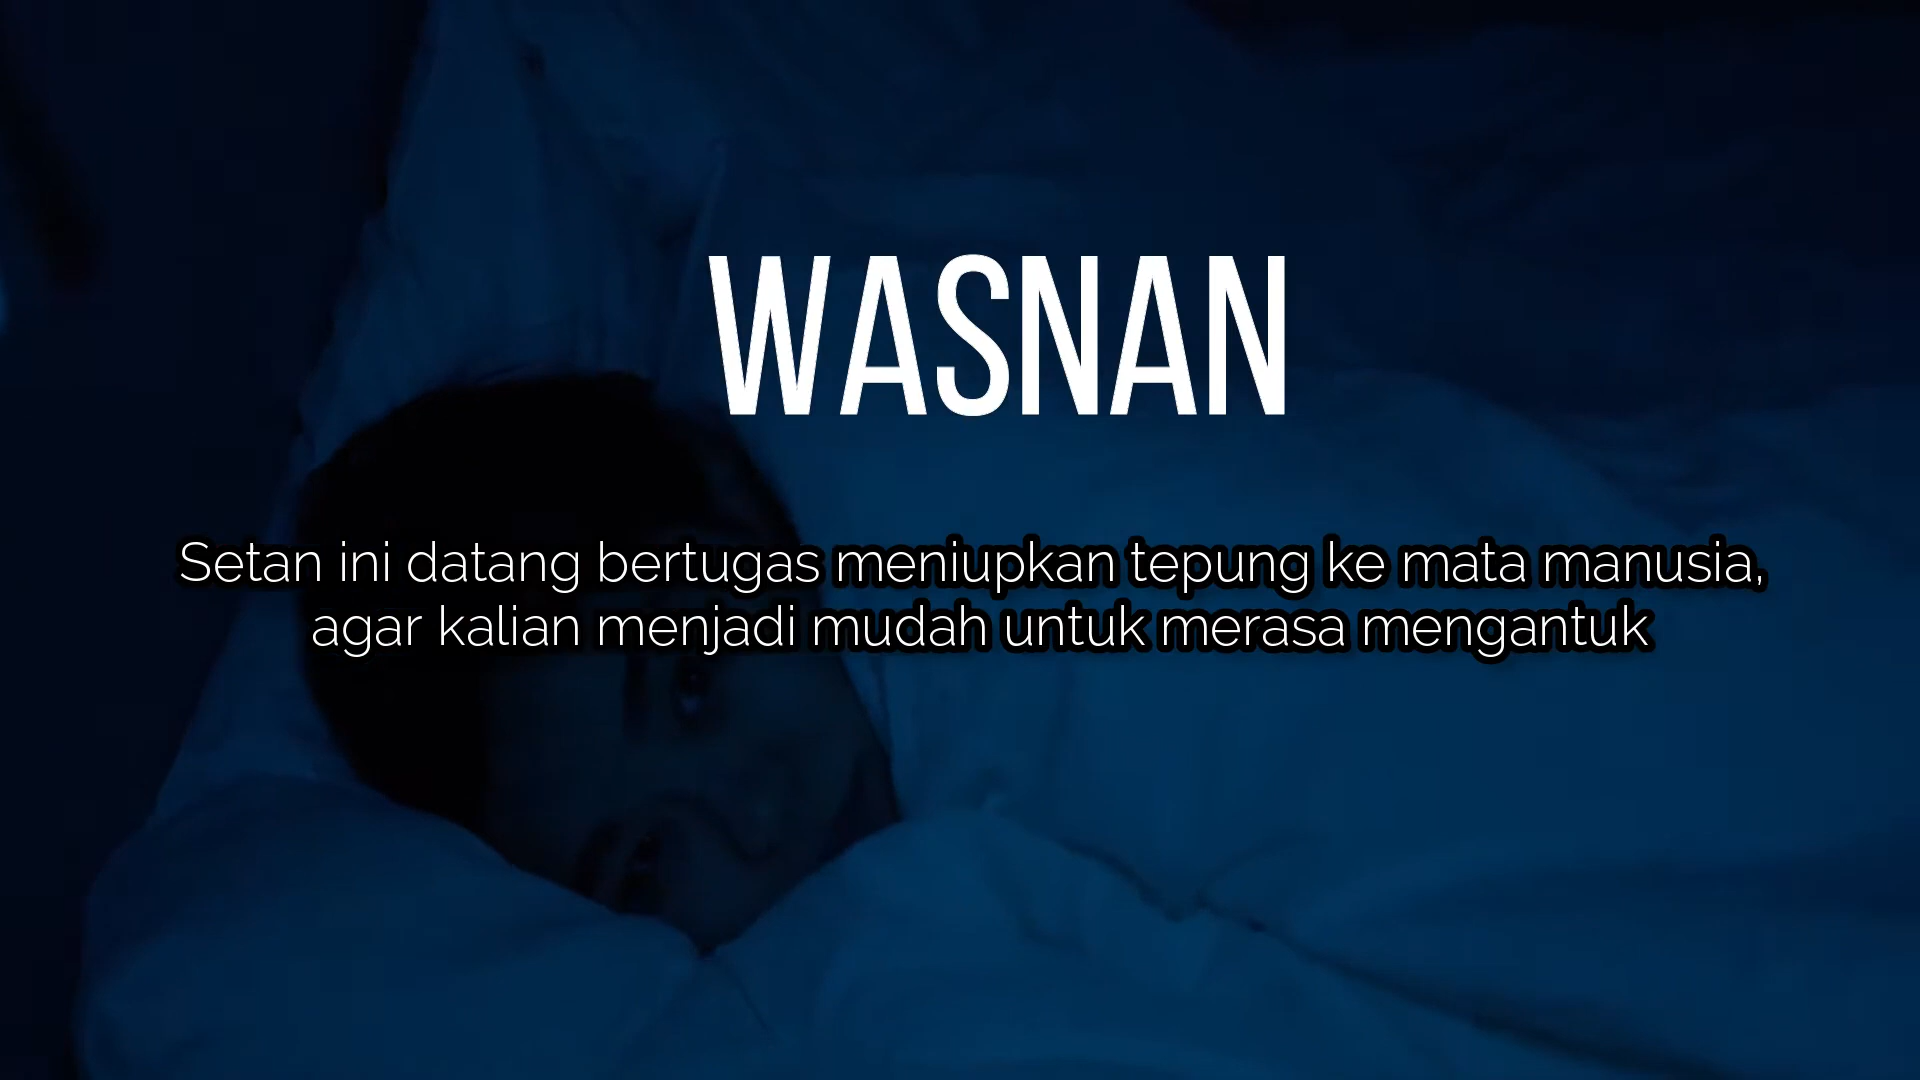 WASNAN
Setan ini datang bertugas meniupkan tepung ke mata manusia,
agar kalian menjadi mudah untuk merasa mengantuk